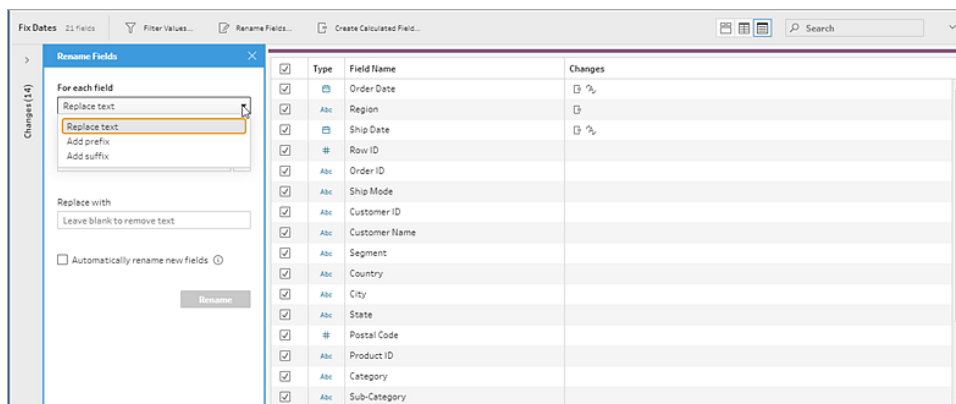 Fix Dates 21 fields Filter Values... Rename Fields... Create Calculated Field... Search
Changes (14)
Rename Fields
For each field
Replace text
Replace text
Add prefix
Add suffix
Replace with
Leave blank to remove text
Automatically rename new fields
Rename
Type Field Name Changes
Order Date
Abc Region
Ship Date
# Row ID
Abc Order ID
Abc Ship Mode
Abc Customer ID
Abc Customer Name
Abc Segment
Abc Country
Abc City
Abc State
# Postal Code
Abc Product ID
Abc Category
Abc Sub-Category